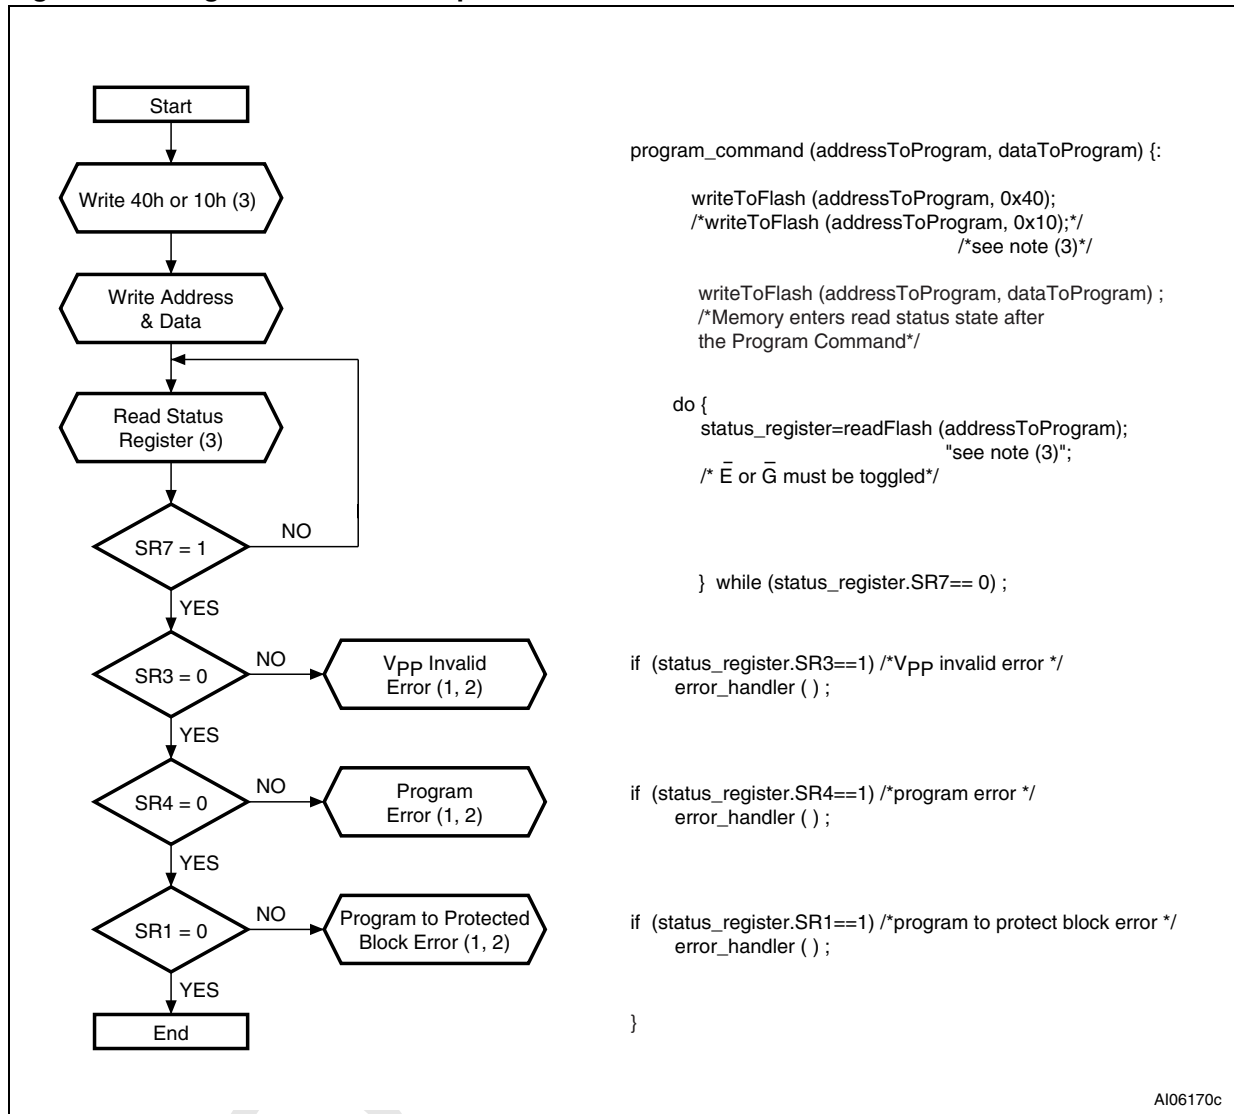 Start
Write 40h or 10h (3)
Write Address
& Data
Read Status
Register (3)
SR7 = 1
NO
YES
SR3 = 0
NO
VPP Invalid
Error (1, 2)
YES
SR4 = 0
NO
Program
Error (1, 2)
YES
SR1 = 0
NO
Program to Protected
Block Error (1, 2)
YES
End
program_command (addressToProgram, dataToProgram) {:
writeToFlash (addressToProgram, 0x40);
/*writeToFlash (addressToProgram, 0x10);*/
/*see note (3)*/
writeToFlash (addressToProgram, dataToProgram) ;
/*Memory enters read status state after
the Program Command*/
do {
status_register=readFlash (addressToProgram);
"see note (3)";
/* E̅ or G̅ must be toggled*/
} while (status_register.SR7== 0) ;
if (status_register.SR3==1) /*VPP invalid error */
error_handler ( ) ;
if (status_register.SR4==1) /*program error */
error_handler ( ) ;
if (status_register.SR1==1) /*program to protect block error */
error_handler ( ) ;
}
AI06170c